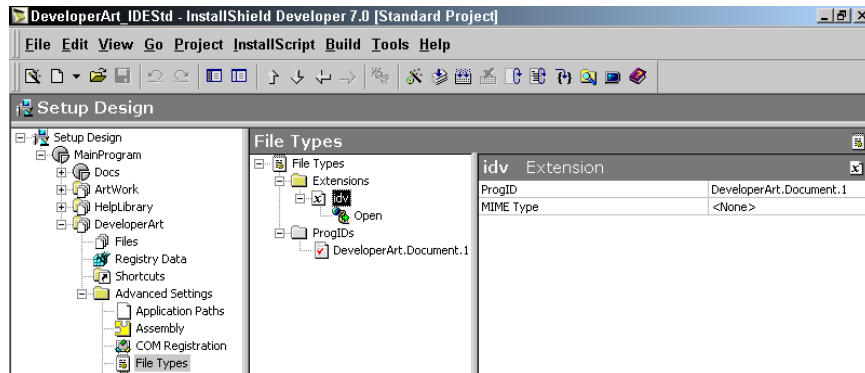 DeveloperArt_IDEStd - InstallShield Developer 7.0 [Standard Project]
File Edit View Go Project InstallScript Build Tools Help
Setup Design
Setup Design
MainProgram
Docs
ArtWork
HelpLibrary
DeveloperArt
Files
Registry Data
Shortcuts
Advanced Settings
Application Paths
Assembly
COM Registration
File Types
File Types
File Types
Extensions
idv
Open
ProgIDs
DeveloperArt.Document.1
idv Extension
ProgID DeveloperArt.Document.1
MIME Type <None>